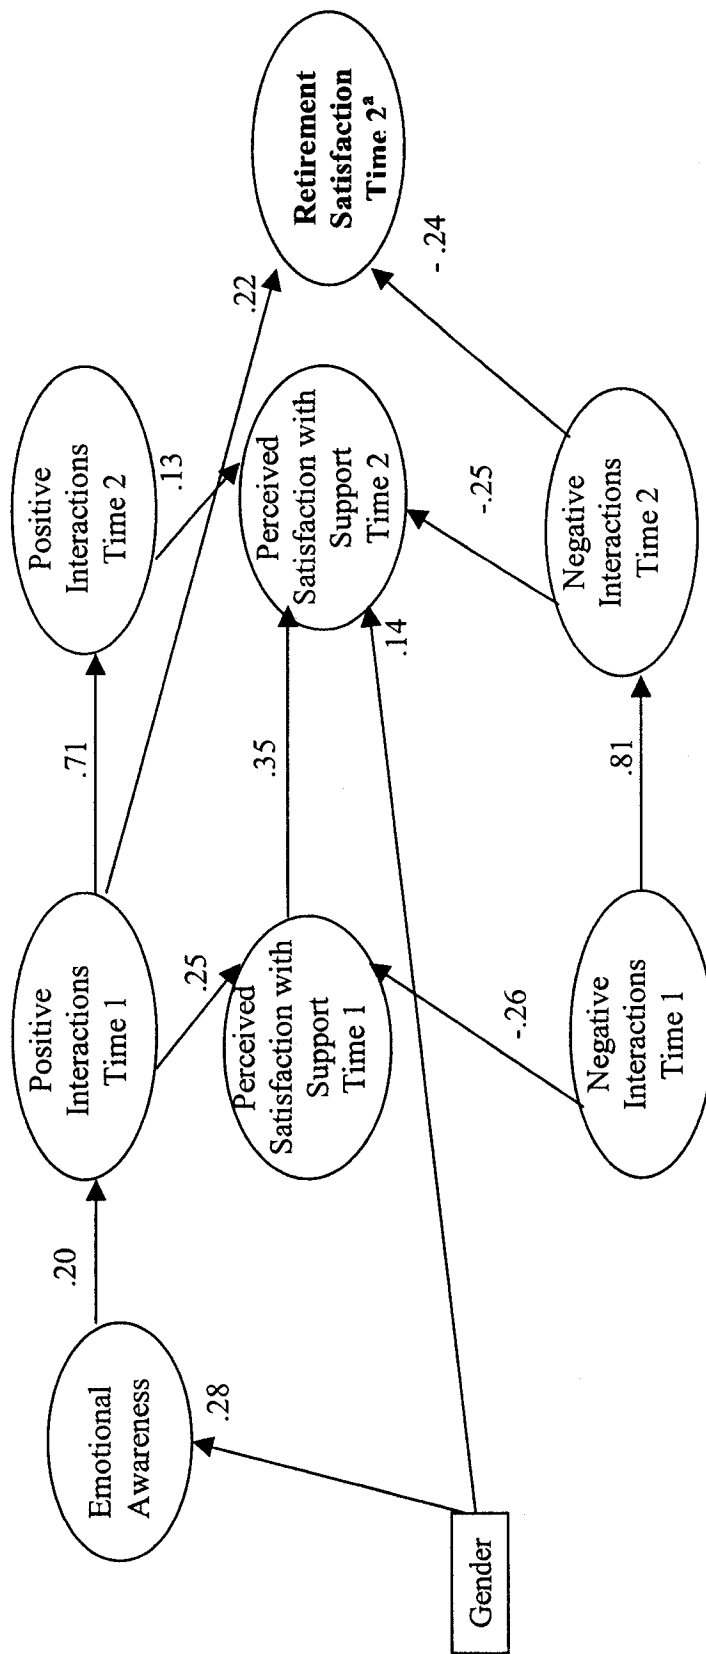 Gender
Emotional
Awareness
.28
.20
Positive
Interactions
Time 1
.25
Perceived
Satisfaction with
Support
Time 1
-.26
Negative
Interactions
Time 1
.71
.35
.81
Positive
Interactions
Time 2
.13
Perceived
Satisfaction with
Support
Time 2
.14
-.25
Negative
Interactions
Time 2
.22
-.24
Retirement
Satisfaction
Time 2ᵃ